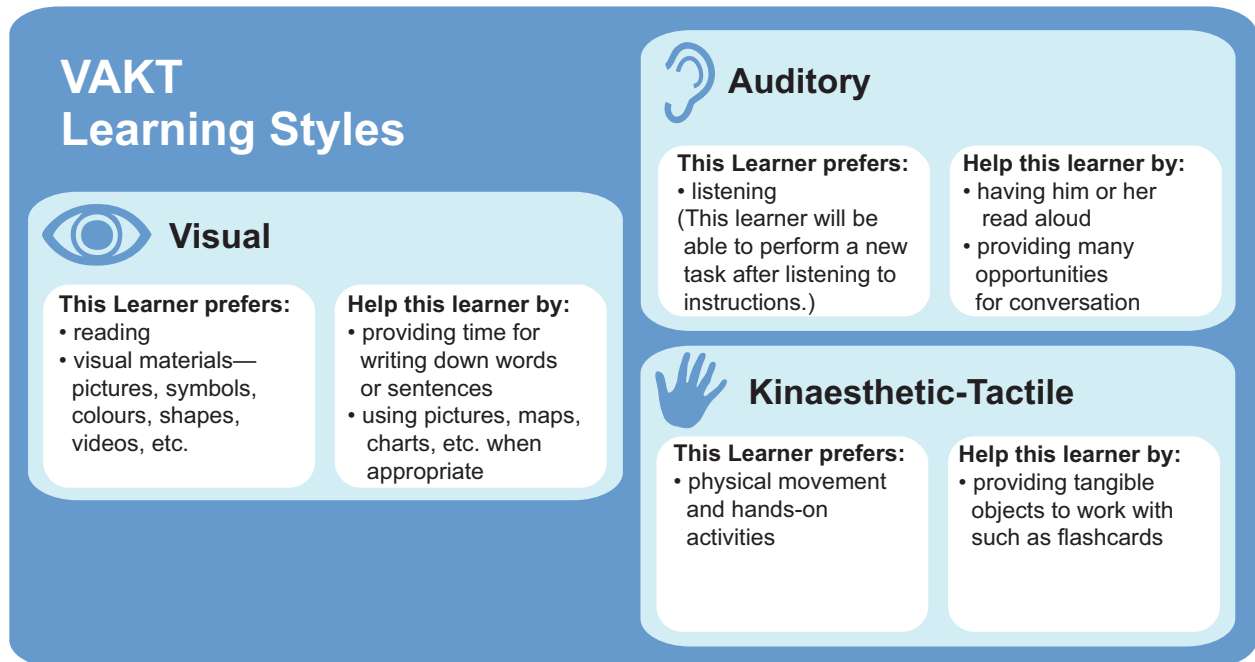 VAKT
Learning Styles
Visual
This Learner prefers:
• reading
• visual materials—
pictures, symbols,
colours, shapes,
videos, etc.
Help this learner by:
• providing time for
writing down words
or sentences
• using pictures, maps,
charts, etc. when
appropriate
Auditory
This Learner prefers:
• listening
(This learner will be
able to perform a new
task after listening to
instructions.)
Help this learner by:
• having him or her
read aloud
• providing many
opportunities
for conversation
Kinaesthetic-Tactile
This Learner prefers:
• physical movement
and hands-on
activities
Help this learner by:
• providing tangible
objects to work with
such as flashcards